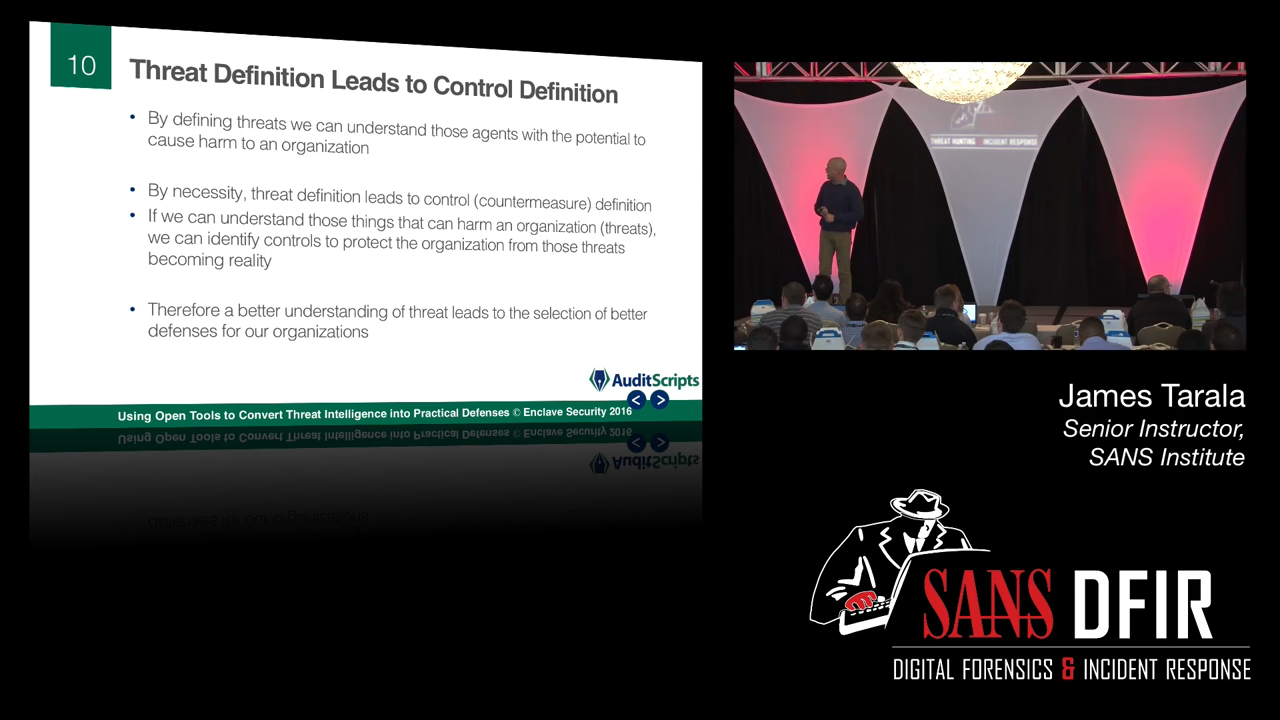 10
Threat Definition Leads to Control Definition
• By defining threats we can understand those agents with the potential to
cause harm to an organization
• By necessity, threat definition leads to control (countermeasure) definition
• If we can understand those things that can harm an organization (threats),
we can identify controls to protect the organization from those threats
becoming reality
• Therefore a better understanding of threat leads to the selection of better
defenses for our organizations
AuditScripts
Using Open Tools to Convert Threat Intelligence into Practical Defenses © Enclave Security 2016
THREAT HUNTING & INCIDENT RESPONSE
James Tarala
Senior Instructor,
SANS Institute
SANS DFIR
DIGITAL FORENSICS & INCIDENT RESPONSE